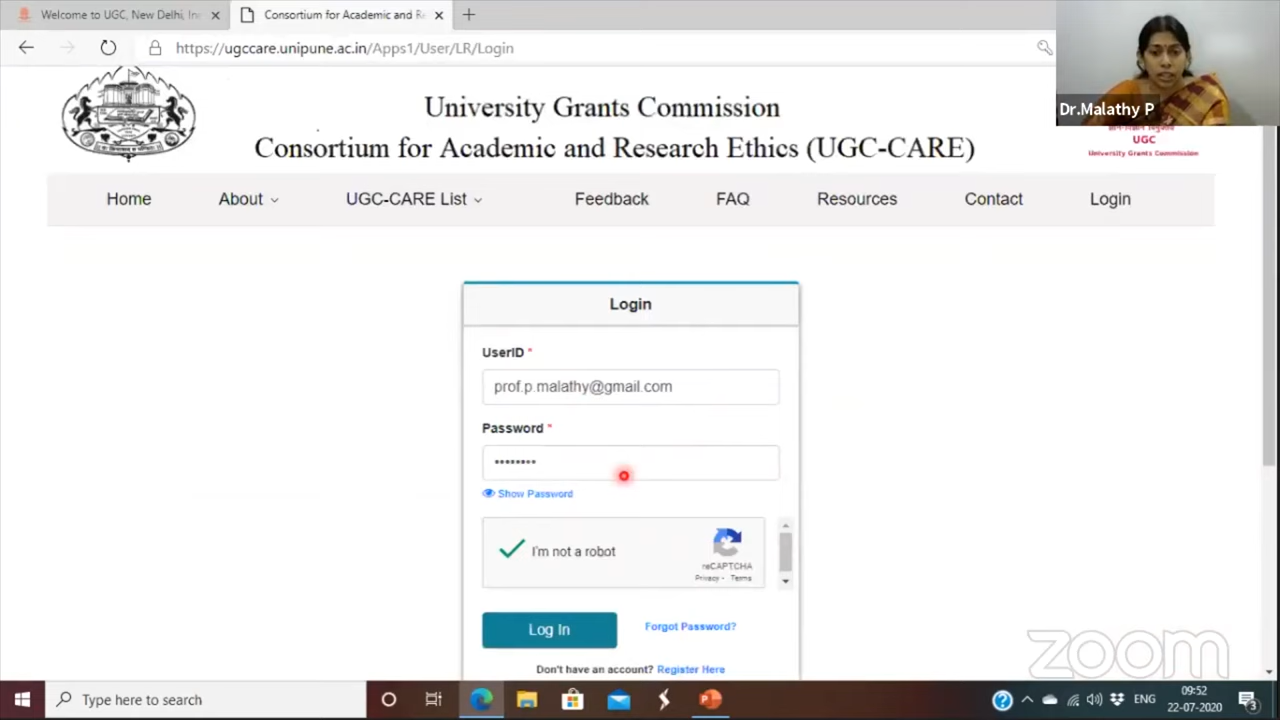 Welcome to UGC, New Delhi, In
Consortium for Academic and Re
https://ugccare.unipune.ac.in/Apps1/User/LR/Login
University Grants Commission
Consortium for Academic and Research Ethics (UGC-CARE)
Dr.Malathy P
UGC
University Grants Commission
Home
About
UGC-CARE List
Feedback
FAQ
Resources
Contact
Login
Login
UserID *
prof.p.malathy@gmail.com
Password *
••••••••
Show Password
I'm not a robot
reCAPTCHA
Privacy - Terms
Log In
Forgot Password?
Don't have an account? Register Here
zoom
Type here to search
ENG
09:52
22-07-2020
3